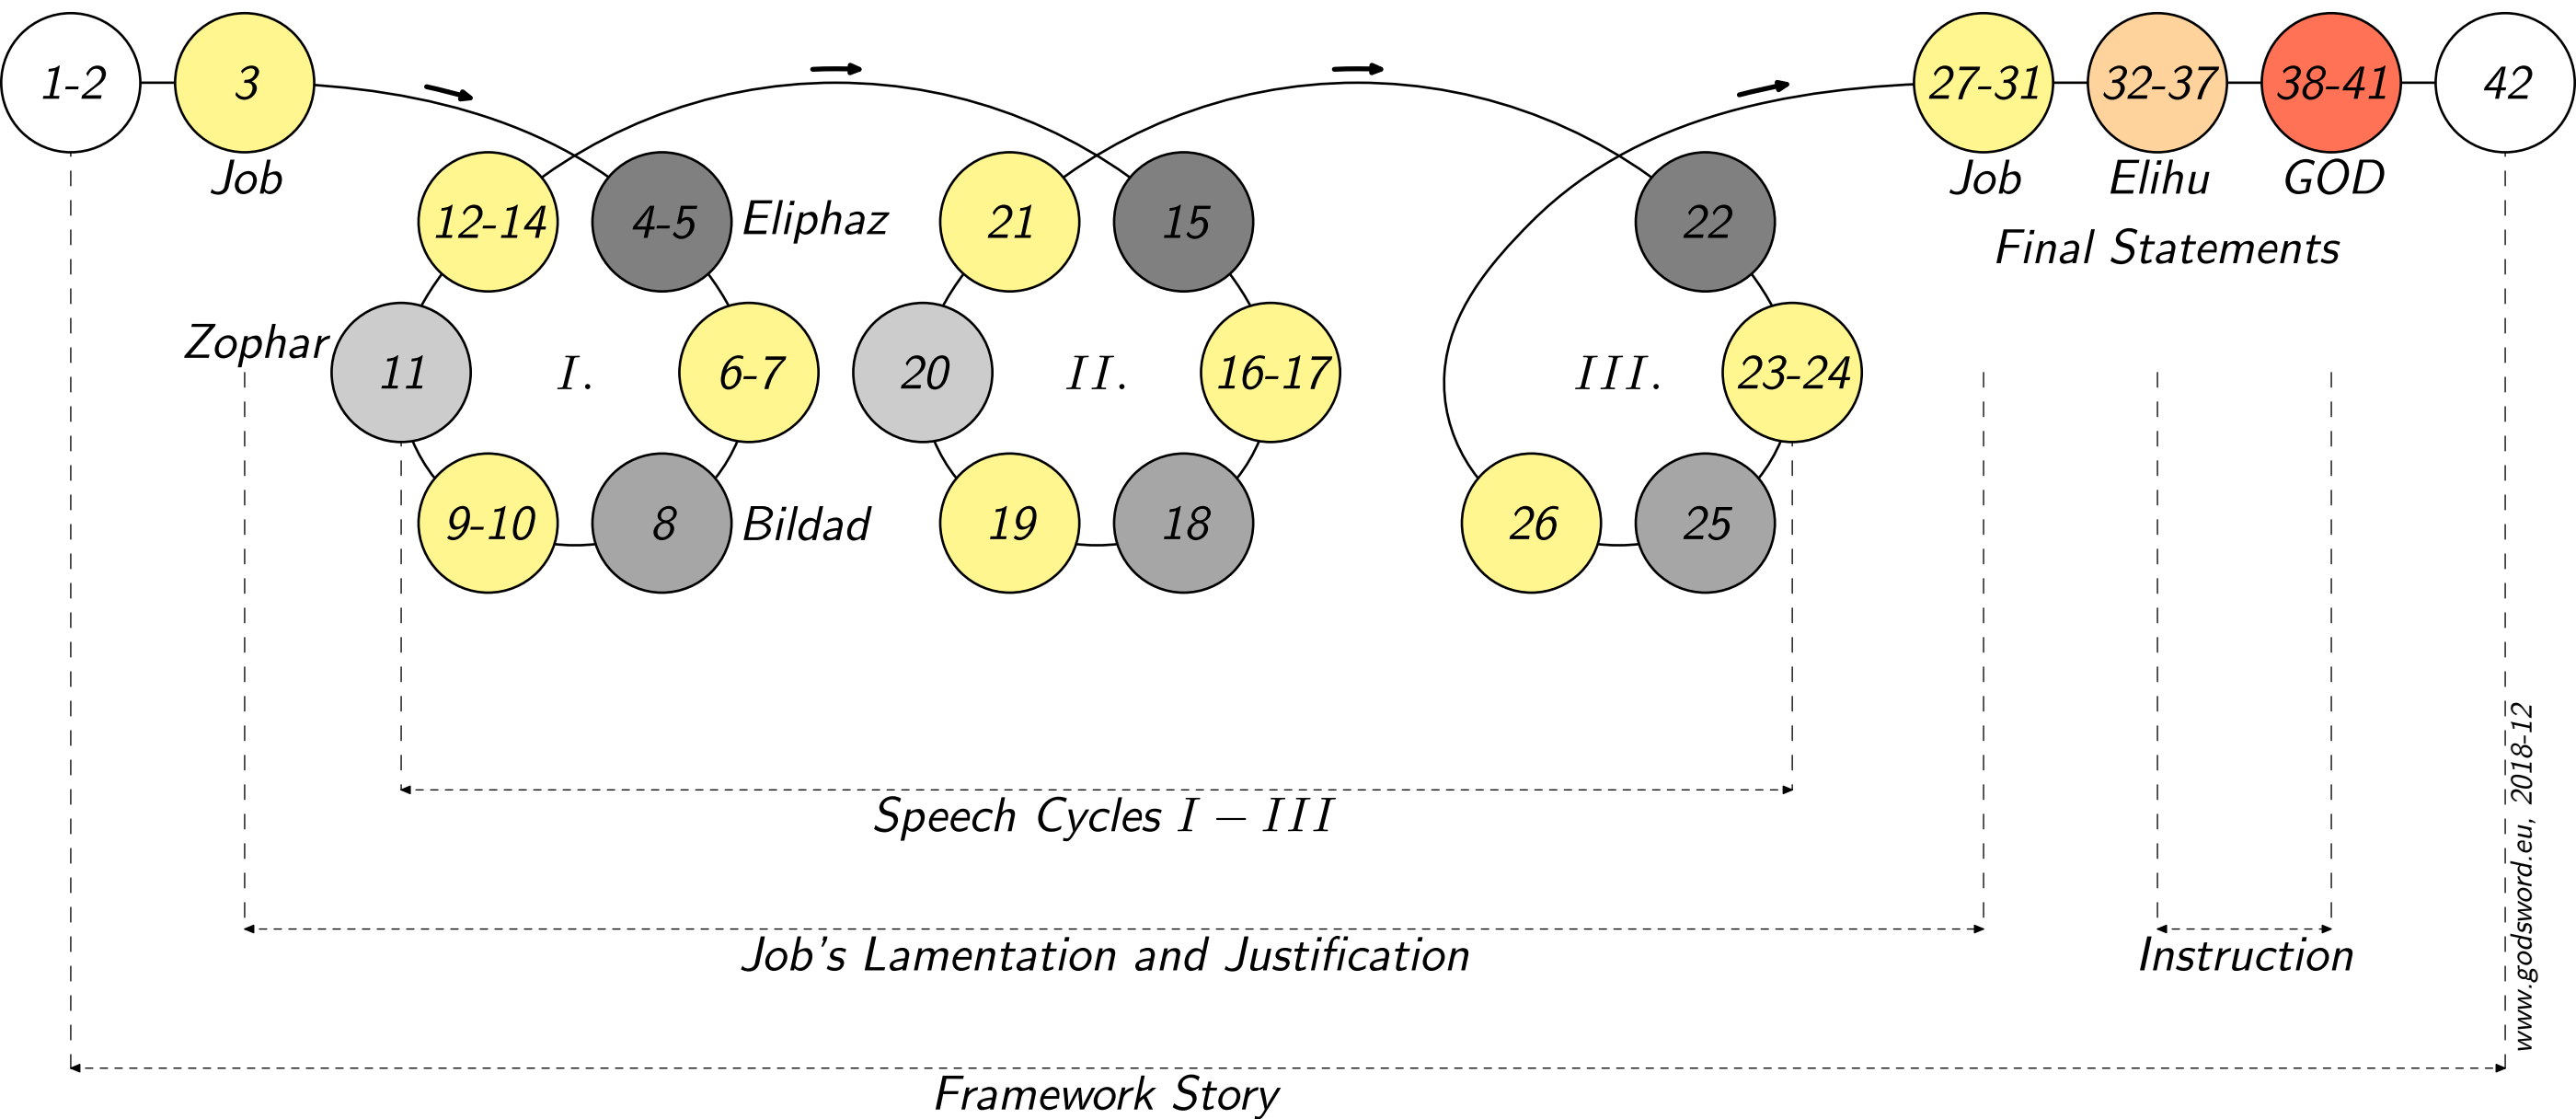 1-2
3
27-31
32-37
38-41
42
Job
Job
Elihu
GOD
12-14
4-5
Eliphaz
21
15
22
Final Statements
Zophar
11
I.
6-7
20
II.
16-17
III.
23-24
9-10
8
Bildad
19
18
26
25
Speech Cycles I – III
Job's Lamentation and Justification
Instruction
Framework Story
www.godsword.eu, 2018-12